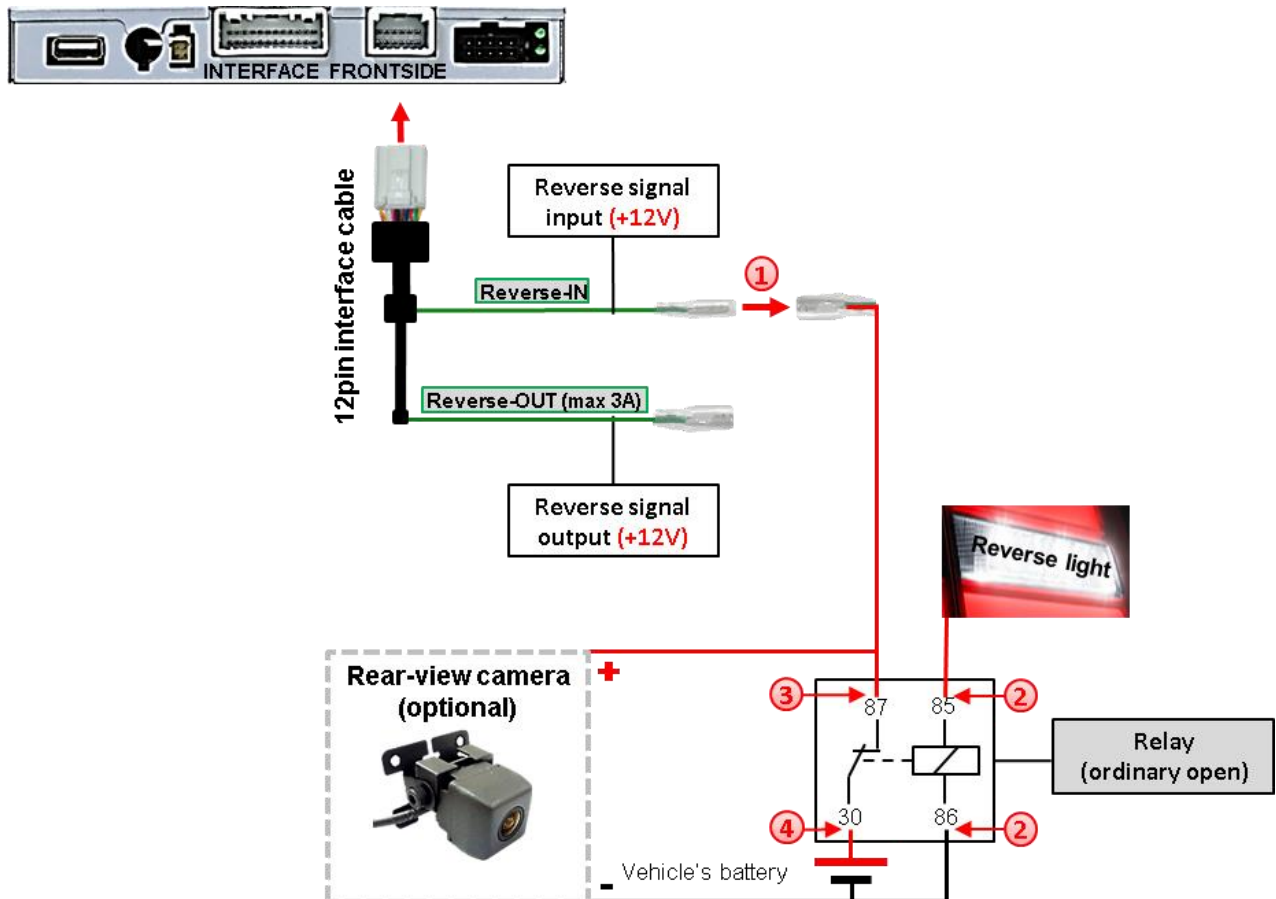 INTERFACE FRONTSIDE
12pin interface cable
Reverse signal
input (+12V)
1
Reverse-IN
Reverse-OUT (max 3A)
Reverse signal
output (+12V)
Reverse light
Rear-view camera
(optional)
+
3
87
85
2
Relay
(ordinary open)
4
30
86
2
- Vehicle's battery